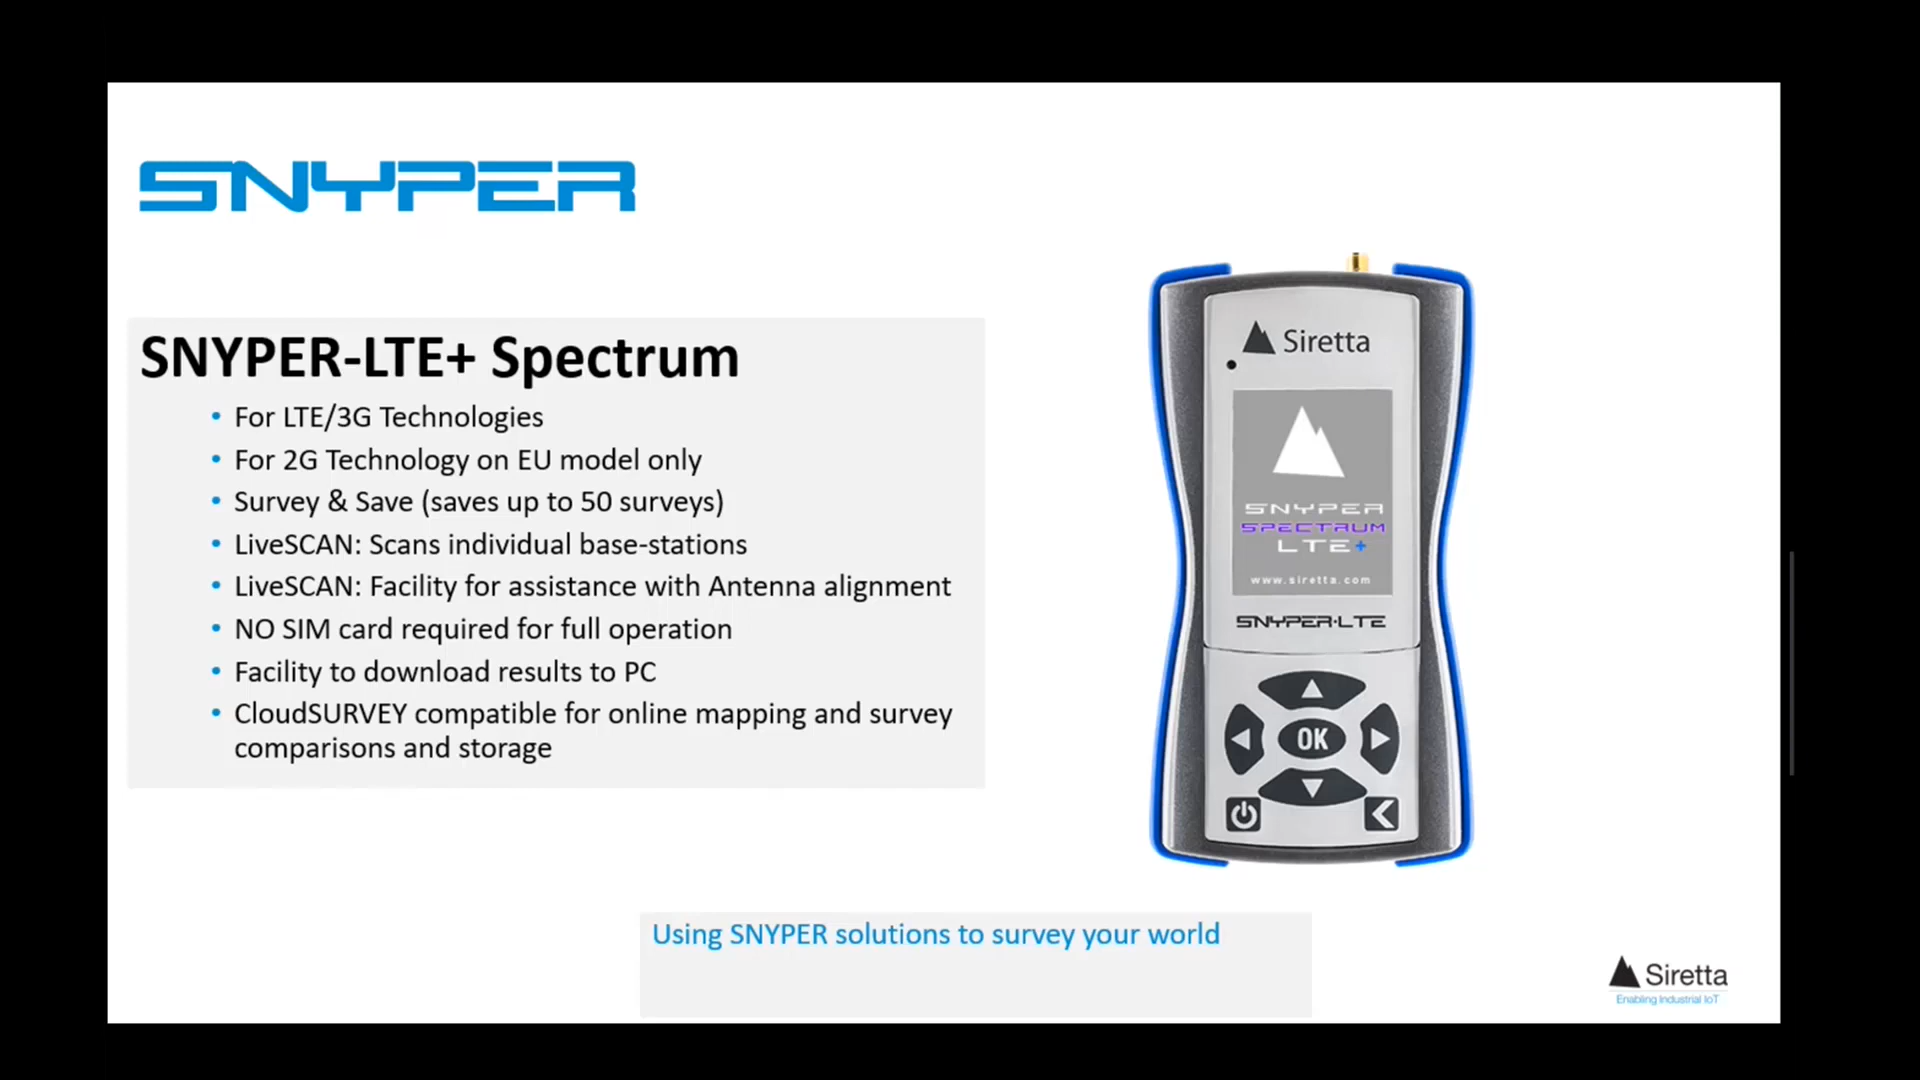 SNYPER
SNYPER-LTE+ Spectrum
• For LTE/3G Technologies
• For 2G Technology on EU model only
• Survey & Save (saves up to 50 surveys)
• LiveSCAN: Scans individual base-stations
• LiveSCAN: Facility for assistance with Antenna alignment
• NO SIM card required for full operation
• Facility to download results to PC
• CloudSURVEY compatible for online mapping and survey
comparisons and storage
Siretta
SNYPER
SPECTRUM
LTE+
www.siretta.com
SNYPER·LTE
OK
Using SNYPER solutions to survey your world
Siretta
Enabling Industrial IoT